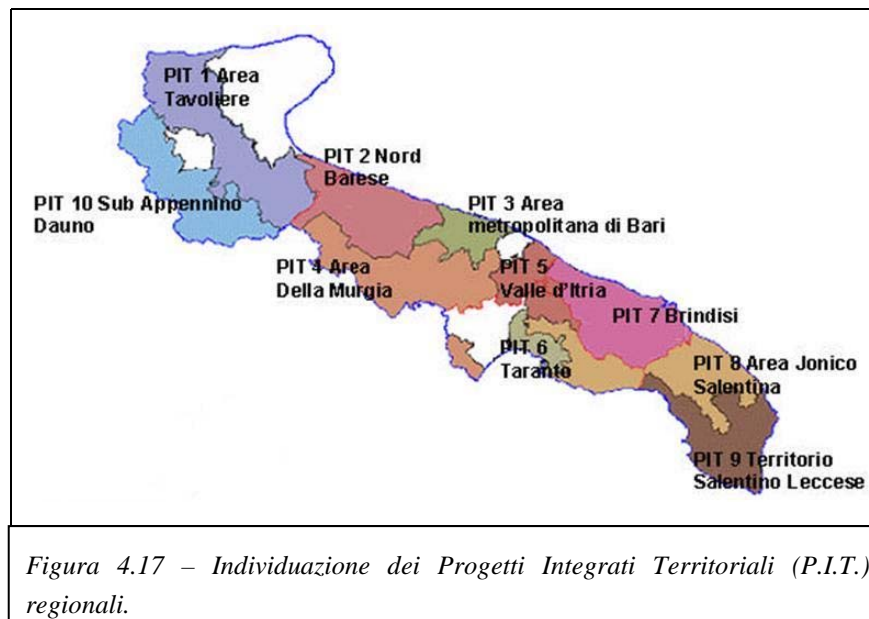 PIT 1 Area
Tavoliere
PIT 2 Nord
Barese
PIT 10 Sub Appennino
Dauno
PIT 3 Area
metropolitana di Bari
PIT 4 Area
Della Murgia
PIT 5
Valle d'Itria
PIT 7 Brindisi
PIT 6
Taranto
PIT 8 Area Jonico
Salentina
PIT 9 Territorio
Salentino Leccese
Figura 4.17 – Individuazione dei Progetti Integrati Territoriali (P.I.T.)
regionali.